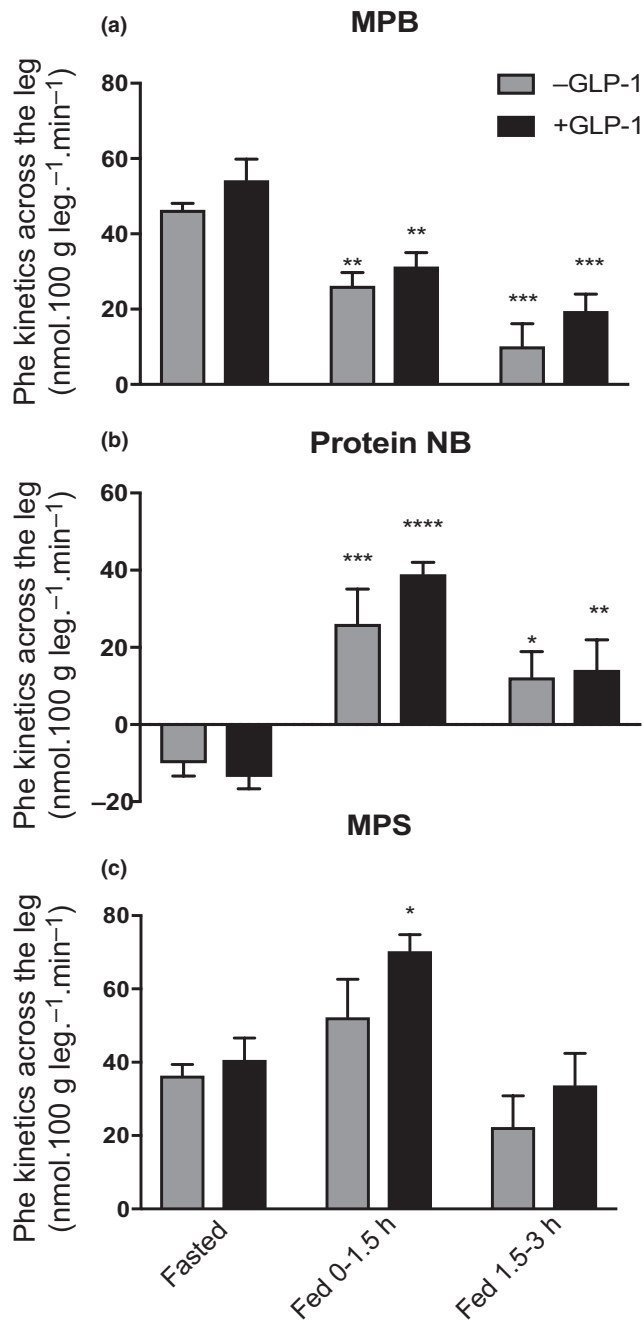 (a)
MPB
Phe kinetics across the leg
(nmol.100 g leg.⁻¹.min⁻¹)
80
60
40
20
0
–GLP-1
+GLP-1
**
**
***
***
(b)
Protein NB
Phe kinetics across the leg
(nmol.100 g leg.⁻¹.min⁻¹)
60
40
20
0
–20
***
****
*
**
(c)
MPS
Phe kinetics across the leg
(nmol.100 g leg.⁻¹.min⁻¹)
80
60
40
20
0
*
Fasted
Fed 0-1.5 h
Fed 1.5-3 h